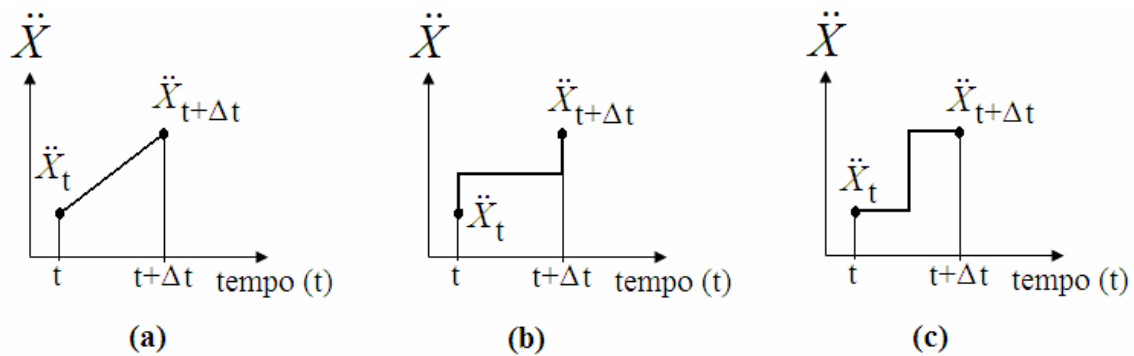 Ẍ
Ẍt+Δt
Ẍt
t
t+Δt
tempo (t)
(a)
Ẍ
Ẍt+Δt
Ẍt
t
t+Δt
tempo (t)
(b)
Ẍ
Ẍt+Δt
Ẍt
t
t+Δt
tempo (t)
(c)